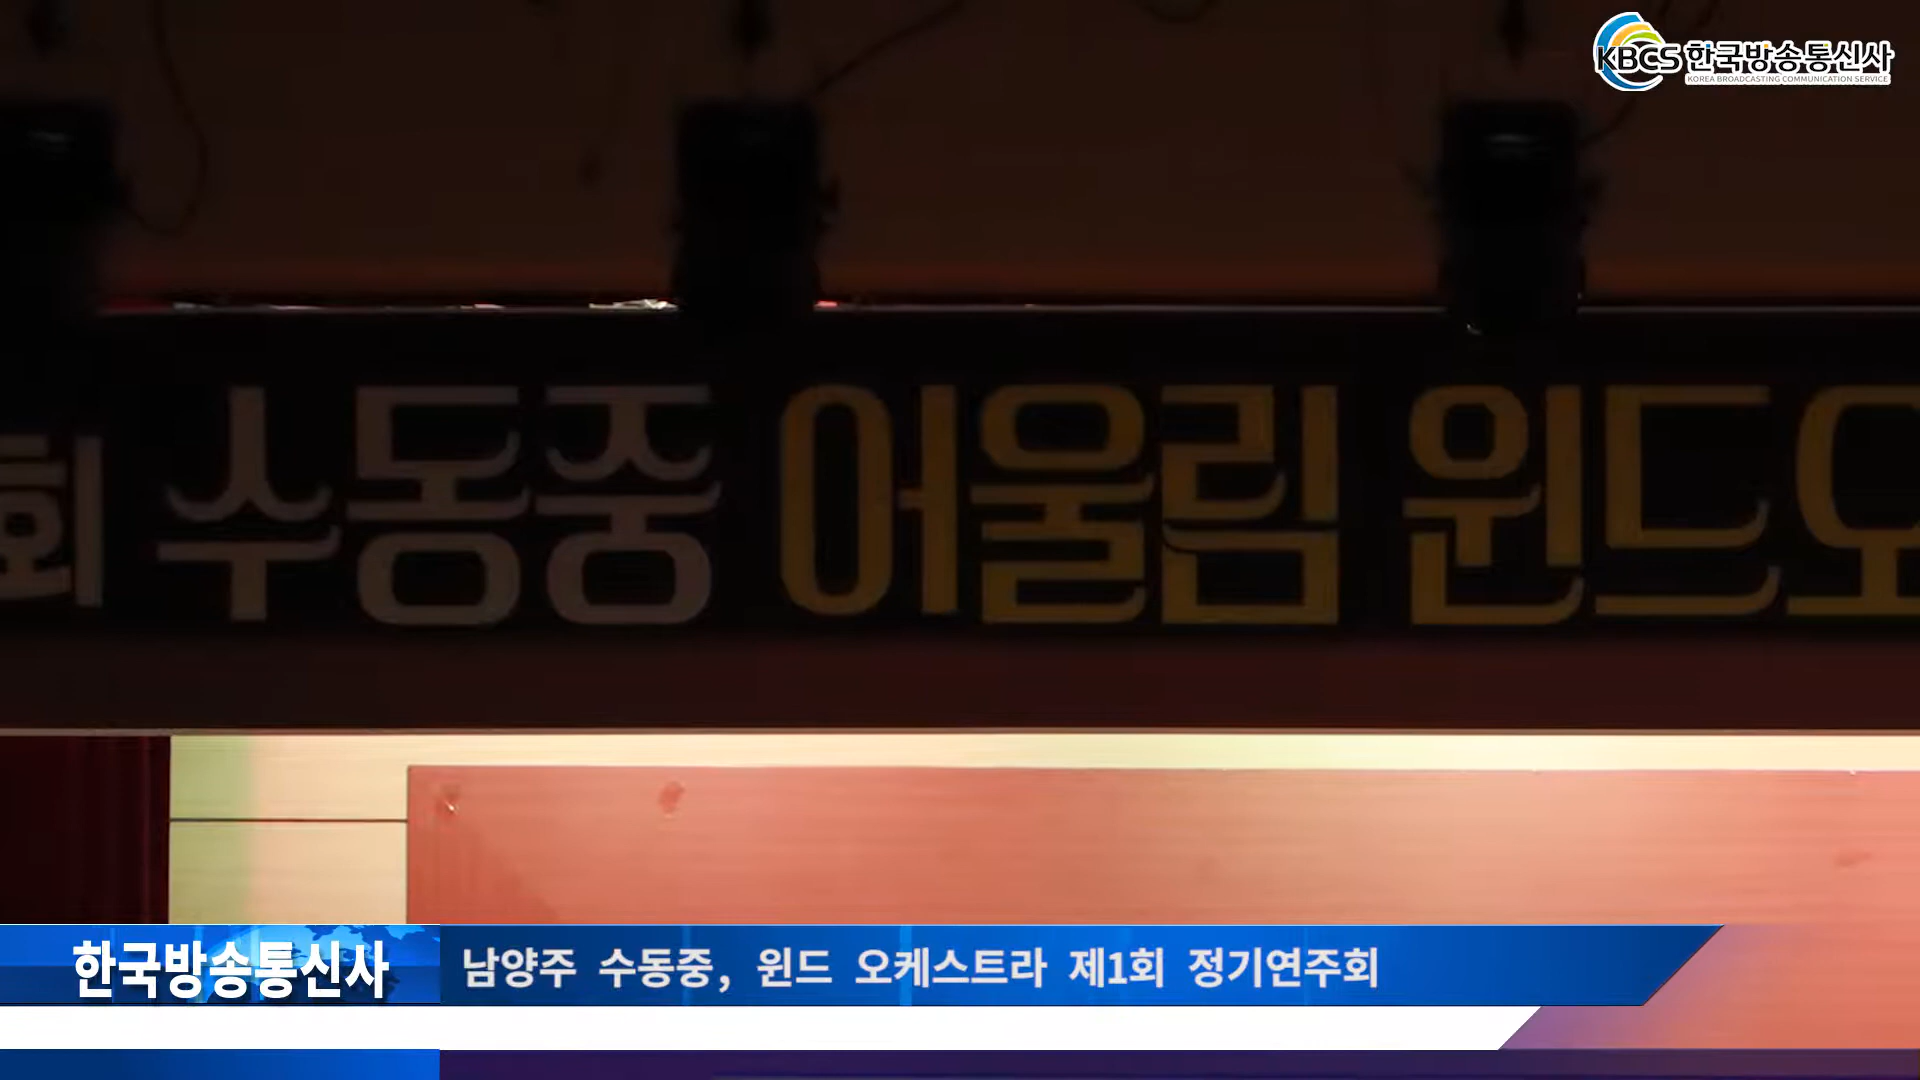 KBCS 한국방송통신사
KOREA BROADCASTING COMMUNICATION SERVICE
회 수동중 어울림 윈드오
한국방송통신사
남양주 수동중, 윈드 오케스트라 제1회 정기연주회